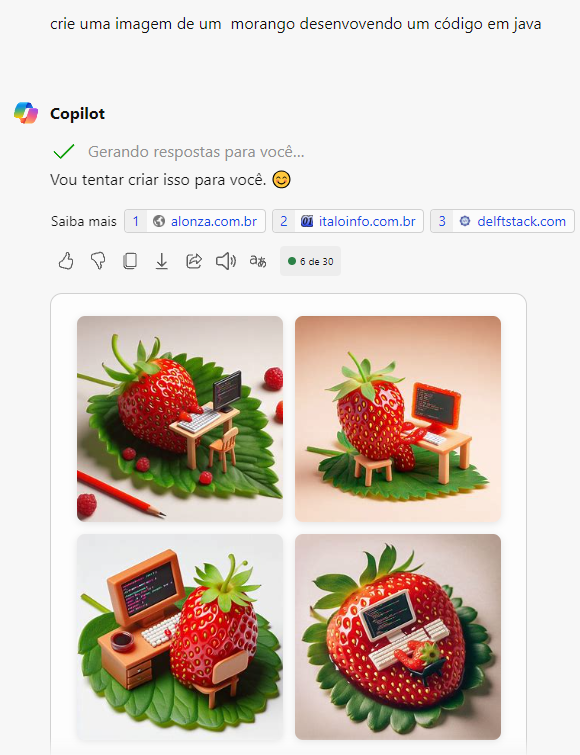 crie uma imagem de um  morango desenvovendo um código em java
Copilot
Gerando respostas para você...
Vou tentar criar isso para você. 😊
Saiba mais 1 alonza.com.br 2 italoinfo.com.br 3 delftstack.com
6 de 30